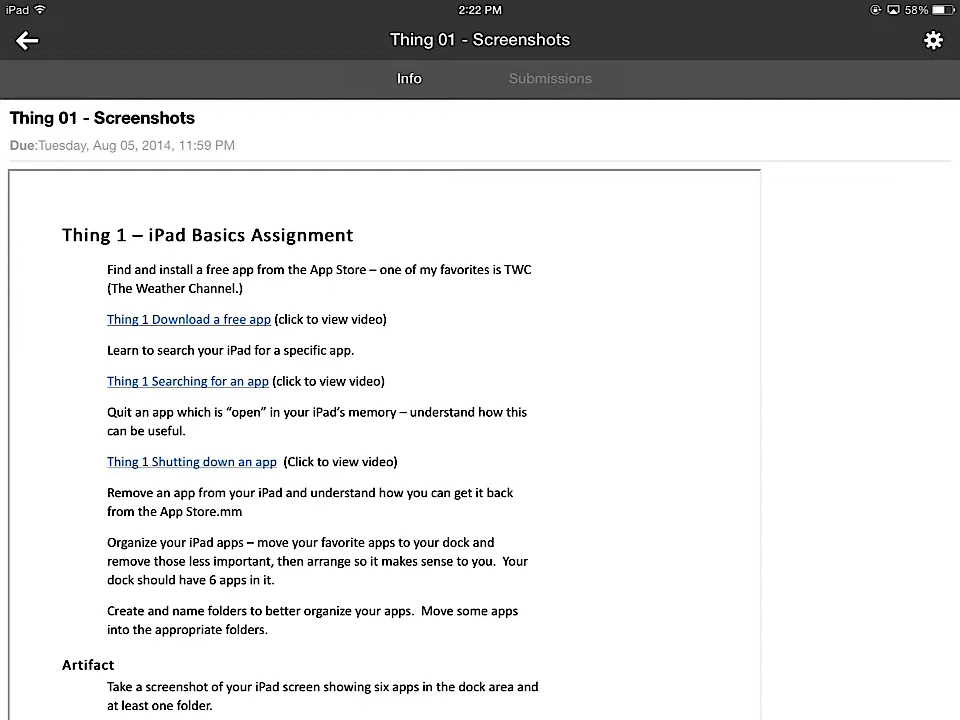 iPad 2:22 PM 58%
Thing 01 - Screenshots
Info Submissions
Thing 01 - Screenshots
Due:Tuesday, Aug 05, 2014, 11:59 PM
Thing 1 – iPad Basics Assignment
Find and install a free app from the App Store – one of my favorites is TWC
(The Weather Channel.)
Thing 1 Download a free app (click to view video)
Learn to search your iPad for a specific app.
Thing 1 Searching for an app (click to view video)
Quit an app which is “open” in your iPad’s memory – understand how this
can be useful.
Thing 1 Shutting down an app  (Click to view video)
Remove an app from your iPad and understand how you can get it back
from the App Store.mm
Organize your iPad apps – move your favorite apps to your dock and
remove those less important, then arrange so it makes sense to you.  Your
dock should have 6 apps in it.
Create and name folders to better organize your apps.  Move some apps
into the appropriate folders.
Artifact
Take a screenshot of your iPad screen showing six apps in the dock area and
at least one folder.